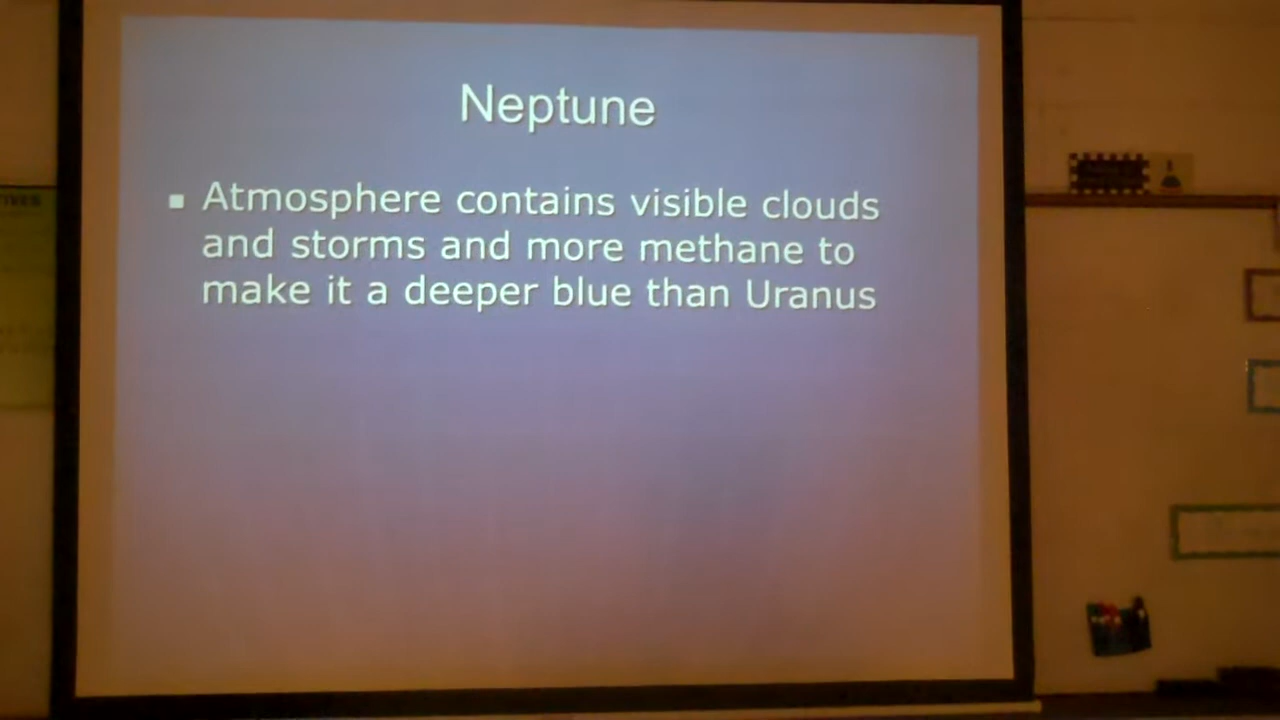 Neptune
▪ Atmosphere contains visible clouds
and storms and more methane to
make it a deeper blue than Uranus